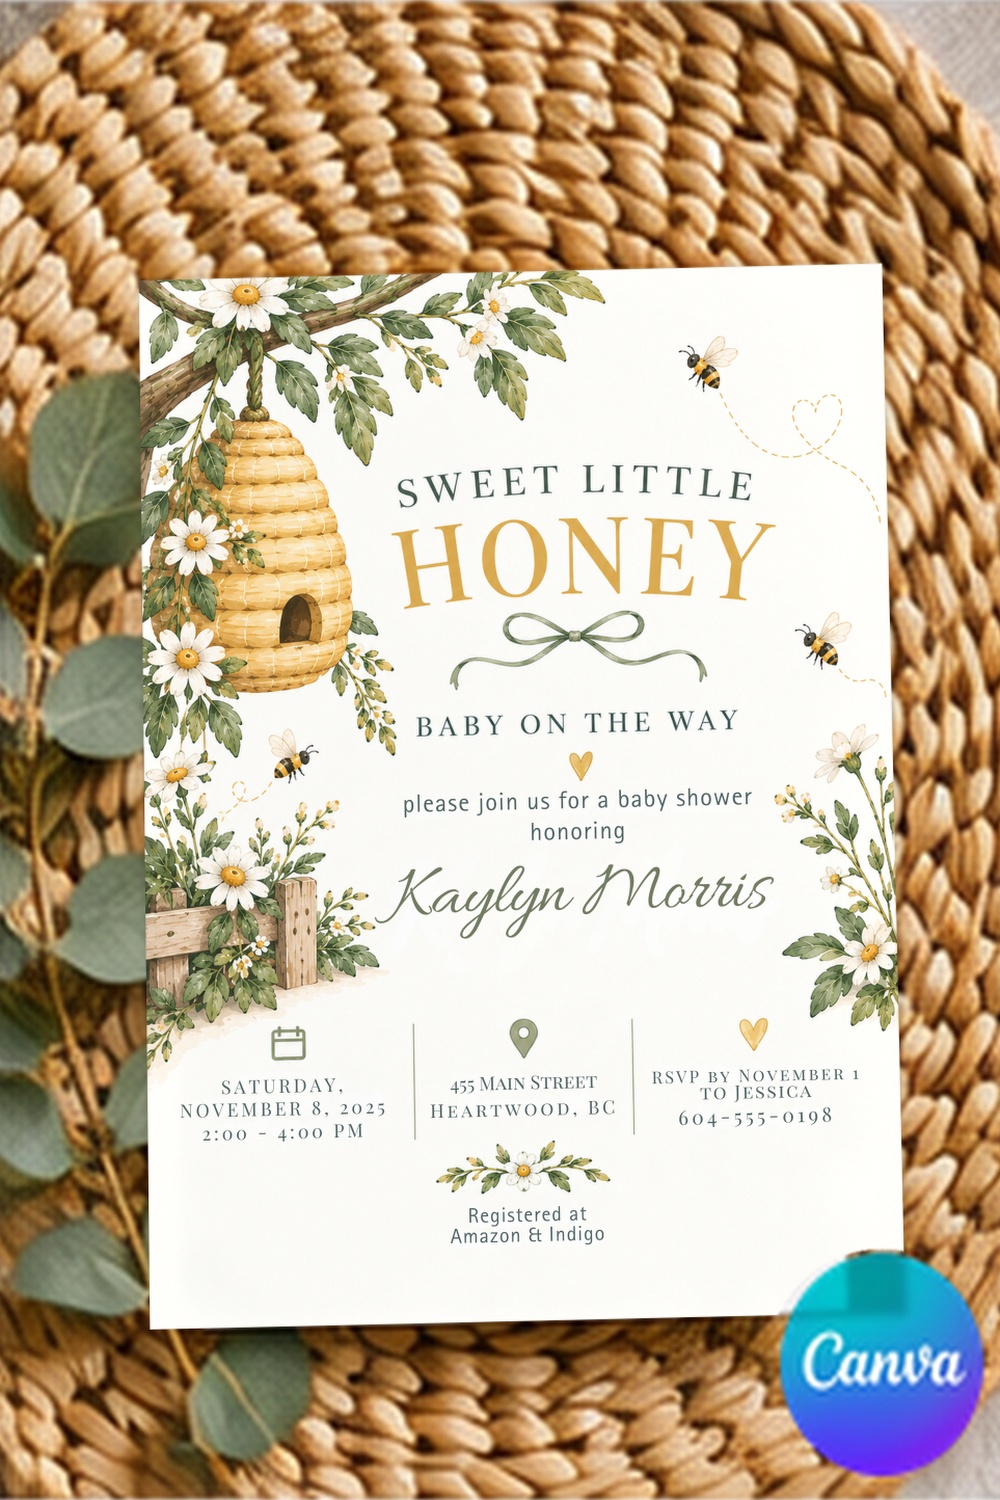 SWEET LITTLE
HONEY
BABY ON THE WAY
please join us for a baby shower
honoring
Kaylyn Morris
SATURDAY,
NOVEMBER 8, 2025
2:00 - 4:00 PM
455 MAIN STREET
HEARTWOOD, BC
RSVP BY NOVEMBER 1
TO JESSICA
604-555-0198
Registered at
Amazon & Indigo
Canva